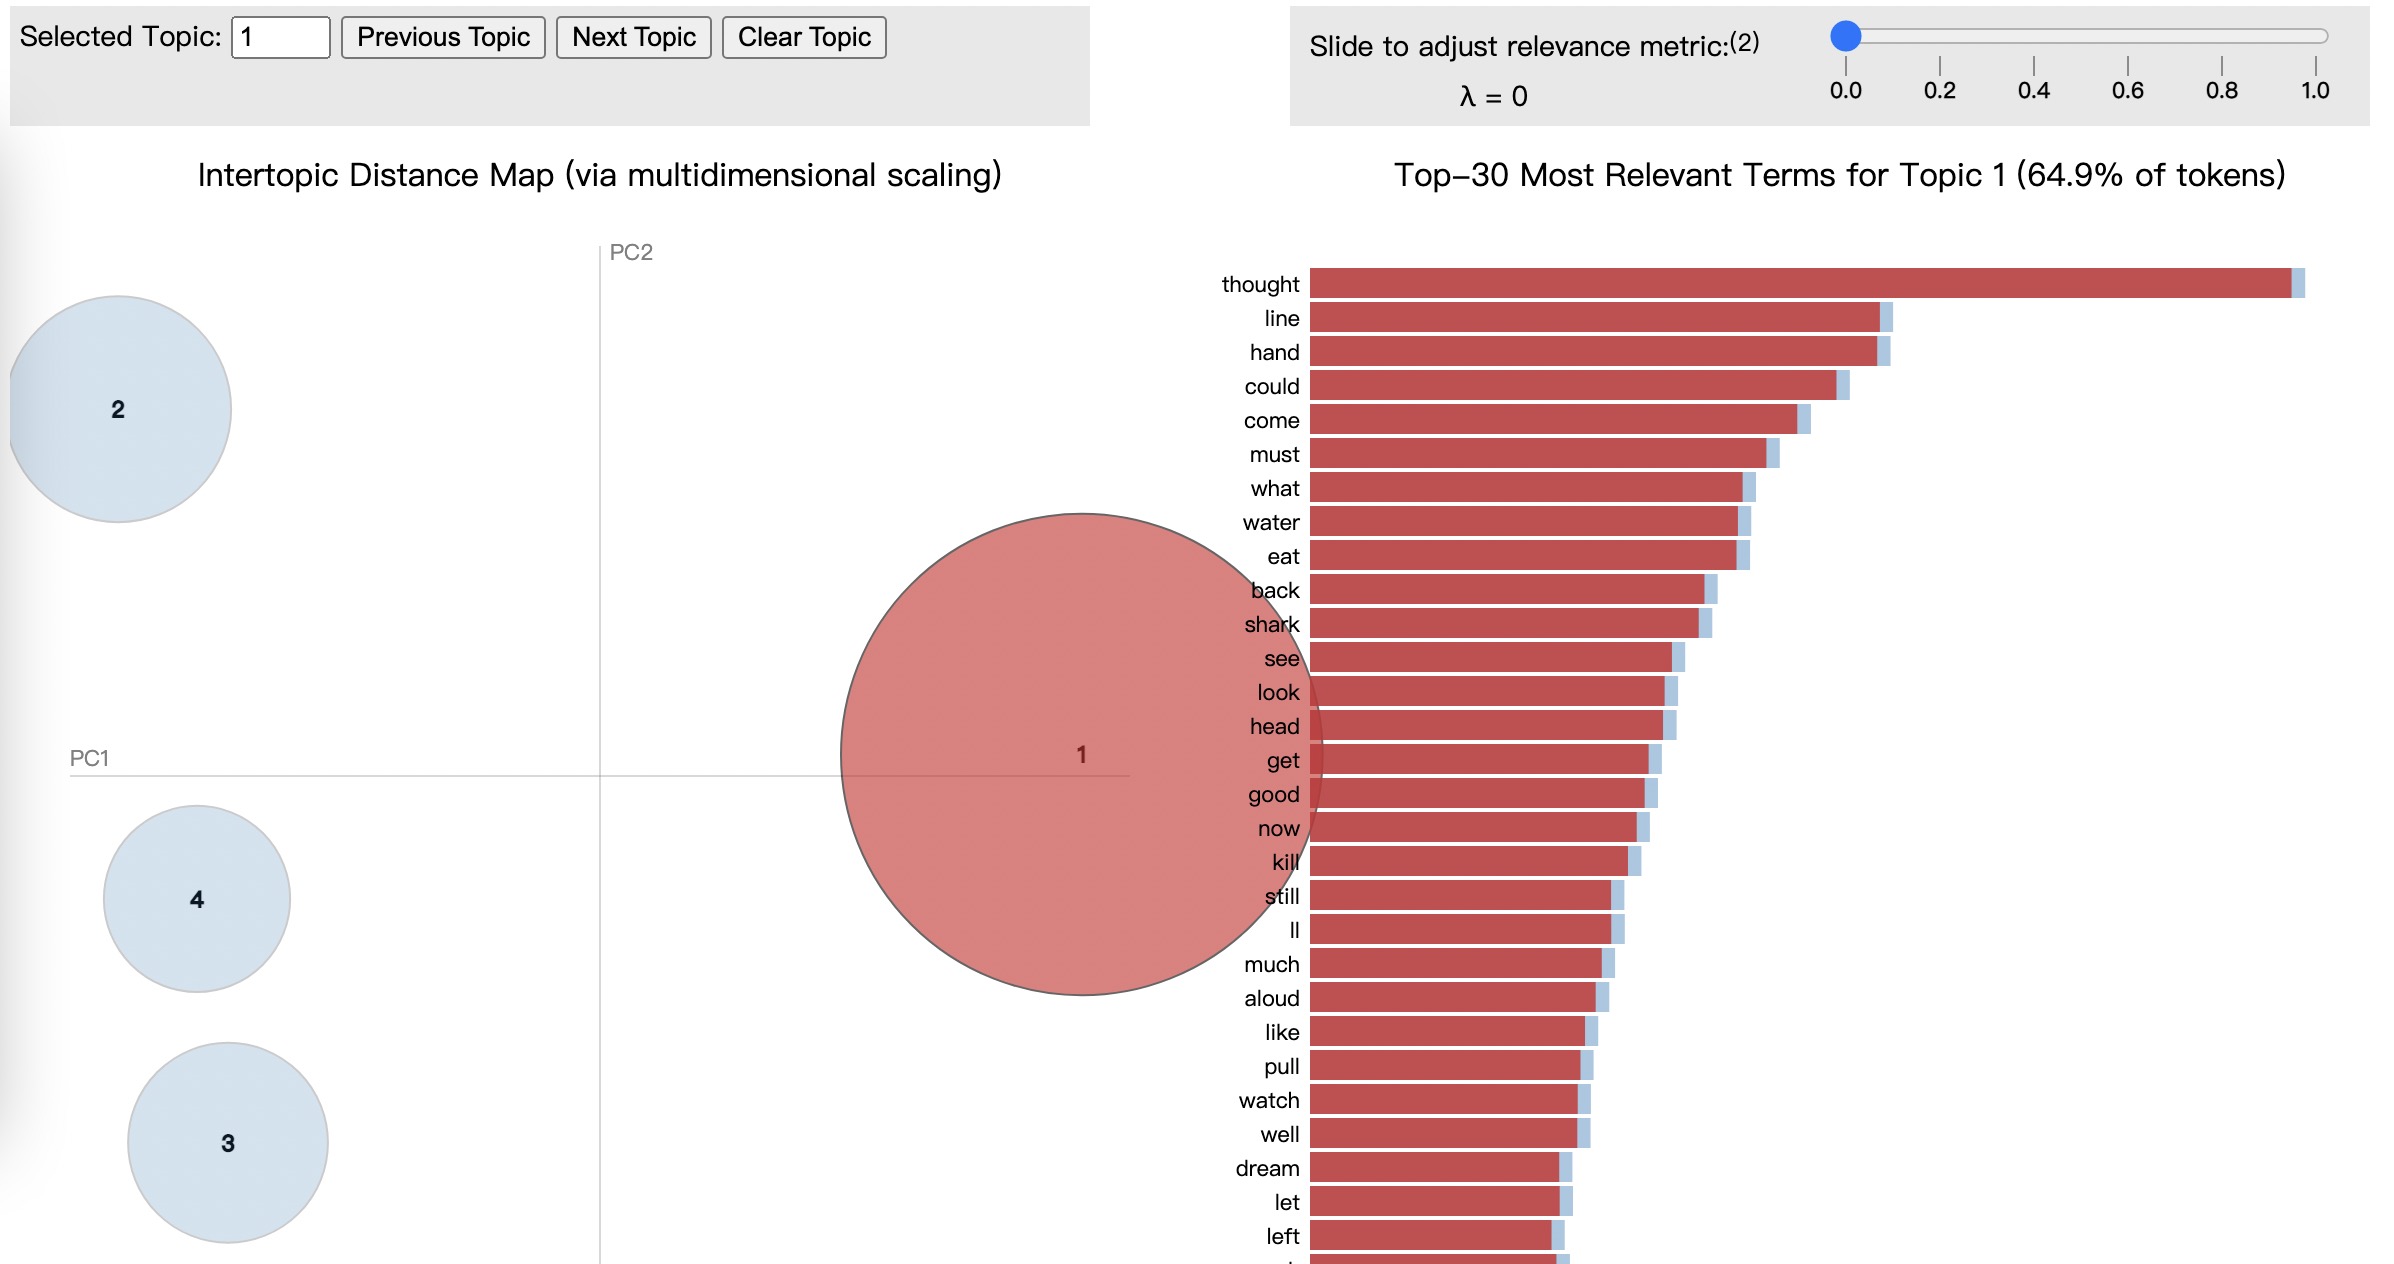 Selected Topic: 1 Previous Topic Next Topic Clear Topic
Slide to adjust relevance metric:(2)
λ = 0
0.0 0.2 0.4 0.6 0.8 1.0
Intertopic Distance Map (via multidimensional scaling)
PC2
PC1
2
1
4
3
Top-30 Most Relevant Terms for Topic 1 (64.9% of tokens)
thought
line
hand
could
come
must
what
water
eat
back
shark
see
look
head
get
good
now
kill
still
ll
much
aloud
like
pull
watch
well
dream
let
left